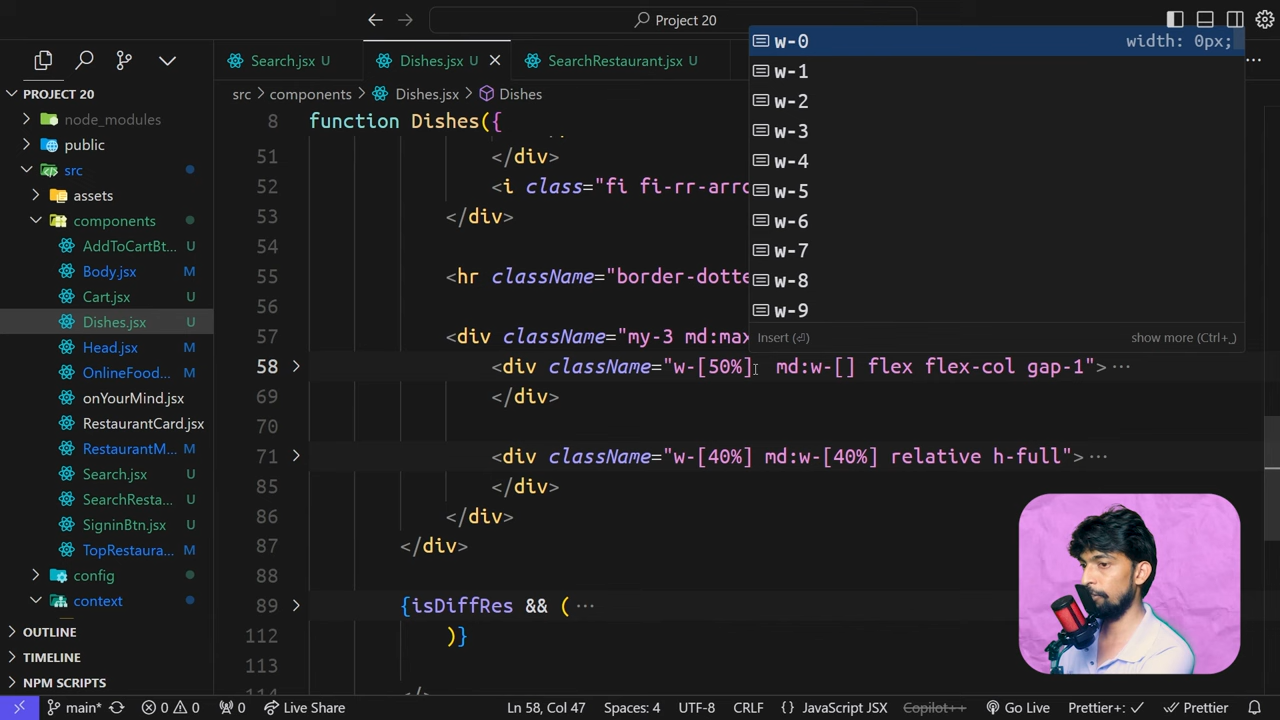 Project 20
Search.jsx U
Dishes.jsx U
SearchRestaurant.jsx U
PROJECT 20
node_modules
public
src
assets
components
AddToCartBt... U
Body.jsx M
Cart.jsx M
Dishes.jsx U
Head.jsx M
OnlineFood... M
onYourMind.jsx
RestaurantCard.jsx
RestaurantM... M
Search.jsx U
SearchResta... U
SigninBtn.jsx U
TopRestaura... M
config
context
OUTLINE
TIMELINE
NPM SCRIPTS
src > components > Dishes.jsx > Dishes
8 function Dishes({
51 </div>
52 <i class="fi fi-rr-arro
53 </div>
54
55 <hr className="border-dotte
56
57 <div className="my-3 md:max
58 <div className="w-[50%]  md:w-[] flex flex-col gap-1">···
69 </div>
70
71 <div className="w-[40%] md:w-[40%] relative h-full">···
85 </div>
86 </div>
87 </div>
88
89 {isDiffRes && (···
112 )}
113
w-0 width: 0px;
w-1
w-2
w-3
w-4
w-5
w-6
w-7
w-8
w-9
Insert (⏎) show more (Ctrl+,)
main* 0 0 0 Live Share Ln 58, Col 47 Spaces: 4 UTF-8 CRLF {} JavaScript JSX Copilot++ Go Live Prettier+: ✓ Prettier